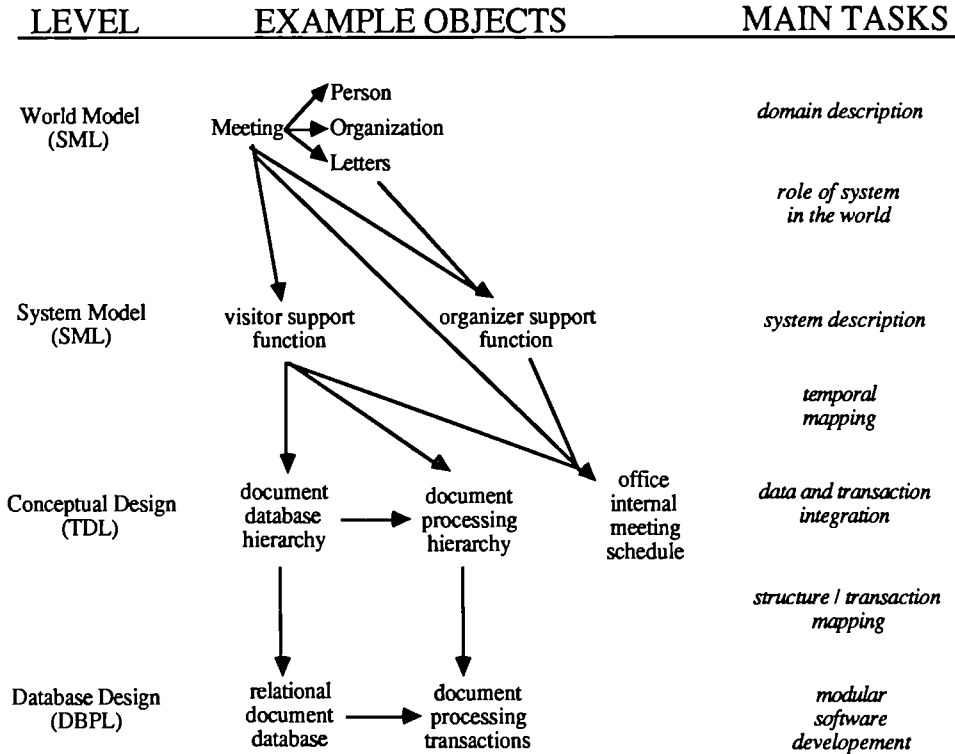 LEVEL EXAMPLE OBJECTS MAIN TASKS
Person
World Model
(SML)
Meeting
Organization
Letters
domain description
role of system
in the world
System Model
(SML)
visitor support
function
organizer support
function
system description
temporal
mapping
Conceptual Design
(TDL)
document
database
hierarchy
document
processing
hierarchy
office
internal
meeting
schedule
data and transaction
integration
structure / transaction
mapping
Database Design
(DBPL)
relational
document
database
document
processing
transactions
modular
software
developement